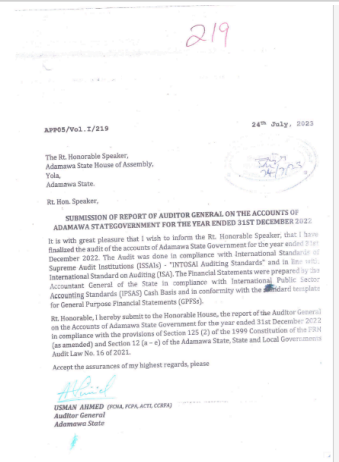 219
24th July, 2023
APP05/Vol.I/219
The Rt. Honorable Speaker,
Adamawa State House of Assembly,
Yola,
Adamawa State.
Rt. Hon. Speaker,
SUBMISSION OF REPORT OF AUDITOR GENERAL ON THE ACCOUNTS OF
ADAMAWA STATEGOVERNMENT FOR THE YEAR ENDED 31ST DECEMBER 2022
It is with great pleasure that I wish to inform the Rt. Honorable Speaker, that I have
finalized the audit of the accounts of Adamawa State Government for the year ended 31st
December 2022. The Audit was done in compliance with International Standards of
Supreme Audit Institutions (ISSAIs) - "INTOSAI Auditing Standards" and in line with
International Standard on Auditing (ISA). The Financial Statements were prepared by the
Accountant General of the State in compliance with International Public Sector
Accounting Standards (IPSAS) Cash Basis and in conformity with the standard template
for General Purpose Financial Statements (GPFSs).
Rt. Honorable, I hereby submit to the Honorable House, the report of the Auditor General
on the Accounts of Adamawa State Government for the year ended 31st December 2022
in compliance with the provisions of Section 125 (2) of the 1999 Constitution of the FRN
(as amended) and Section 12 (a – e) of the Adamawa State, State and Local Government
Audit Law No. 16 of 2021.
Accept the assurances of my highest regards, please
USMAN AHMED (FCNA, FCPA, ACTI, CCRFA)
Auditor General
Adamawa State